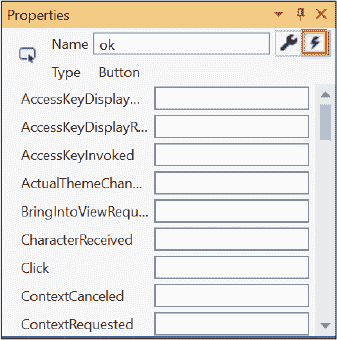 Properties
Name ok
Type Button
AccessKeyDisplay...
AccessKeyDisplayR...
AccessKeyInvoked
ActualThemeChan...
BringIntoViewRequ...
CharacterReceived
Click
ContextCanceled
ContextRequested